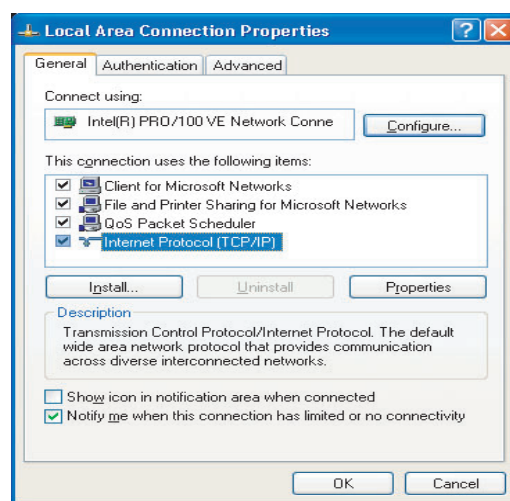 Local Area Connection Properties
General Authentication Advanced
Connect using:
Intel(R) PRO/100 VE Network Conne Configure...
This connection uses the following items:
Client for Microsoft Networks
File and Printer Sharing for Microsoft Networks
QoS Packet Scheduler
Internet Protocol (TCP/IP)
Install... Uninstall Properties
Description
Transmission Control Protocol/Internet Protocol. The default
wide area network protocol that provides communication
across diverse interconnected networks.
Show icon in notification area when connected
Notify me when this connection has limited or no connectivity
OK Cancel